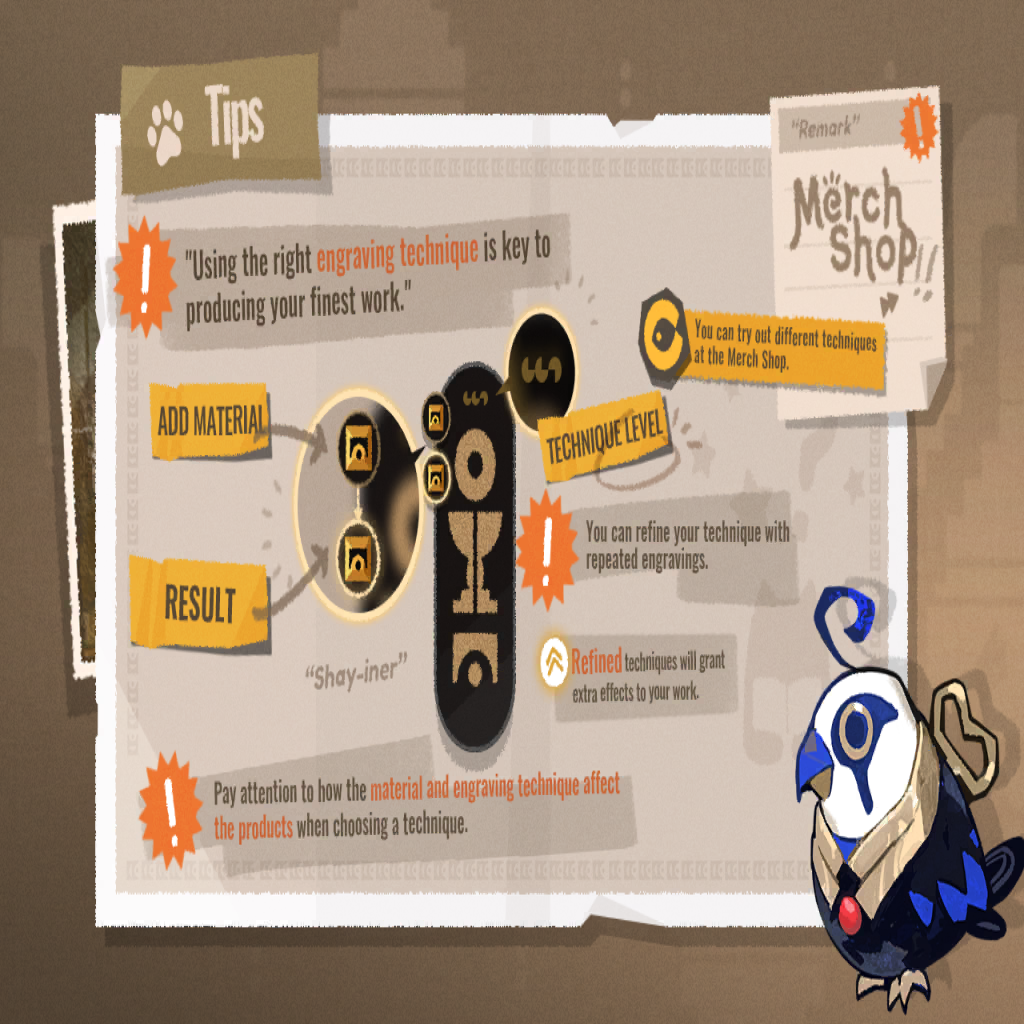 Tips
"Remark"
Merch
Shop!!
"Using the right engraving technique is key to
producing your finest work."
You can try out different techniques
at the Merch Shop.
ADD MATERIAL
TECHNIQUE LEVEL
You can refine your technique with
repeated engravings.
RESULT
"Shay-iner"
Refined techniques will grant
extra effects to your work.
Pay attention to how the material and engraving technique affect
the products when choosing a technique.